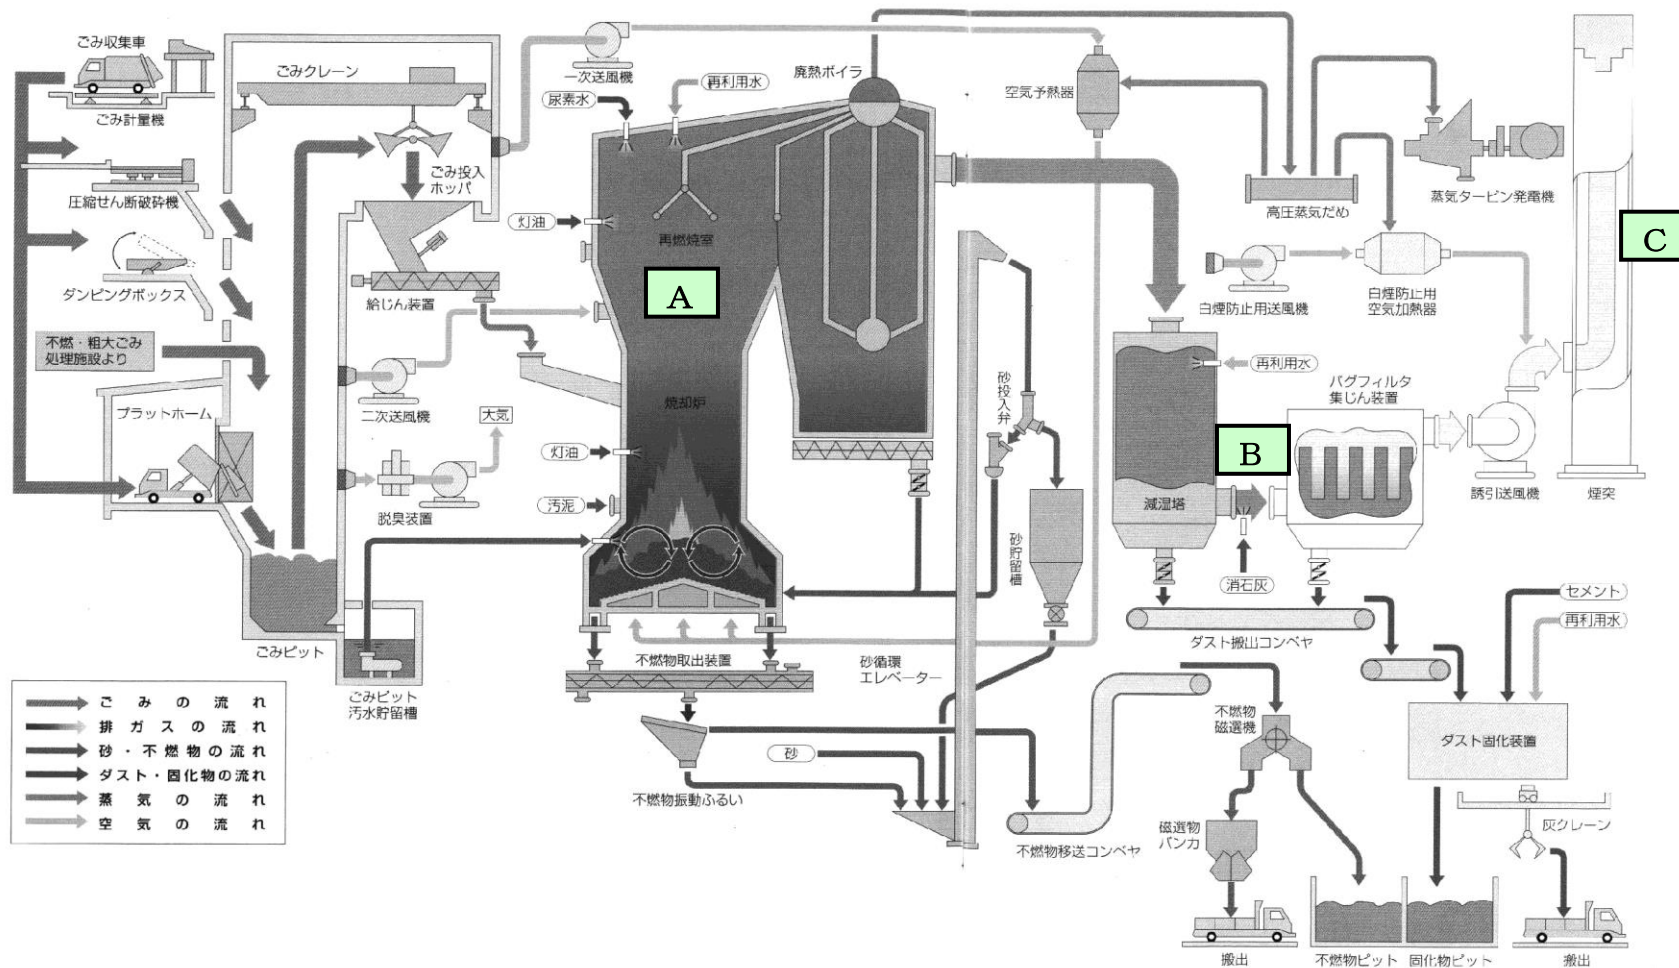 ごみ収集車
ごみ計量機
圧縮せん断破砕機
ダンピングボックス
不燃・粗大ごみ
処理施設より
プラットホーム
ごみクレーン
ごみ投入
ホッパ
給じん装置
二次送風機
大気
脱臭装置
ごみピット
ごみピット
汚水貯留槽
一次送風機
尿素水
再利用水
廃熱ボイラ
灯油
再燃焼室
A
焼却炉
灯油
汚泥
不燃物取出装置
不燃物振動ふるい
砂
砂循環
エレベーター
砂投入弁
砂貯留槽
空気予熱器
高圧蒸気だめ
蒸気タービン発電機
白煙防止用送風機
白煙防止用
空気加熱器
C
再利用水
減湿塔
B
バグフィルタ
集じん装置
消石灰
誘引送風機
煙突
ダスト搬出コンベヤ
セメント
再利用水
ダスト固化装置
不燃物
磁選機
不燃物移送コンベヤ
磁選物
バンカ
灰クレーン
搬出
不燃物ピット
固化物ピット
搬出
ごみの流れ
排ガスの流れ
砂・不燃物の流れ
ダスト・固化物の流れ
蒸気の流れ
空気の流れ